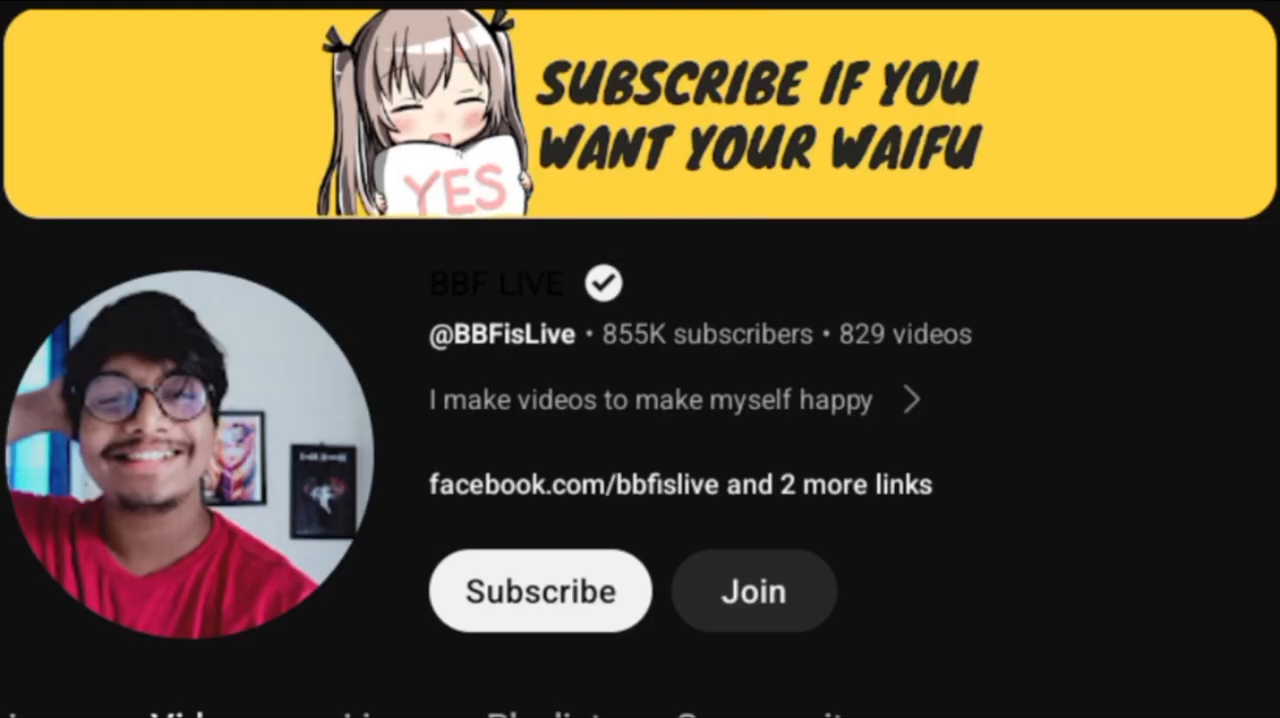 SUBSCRIBE IF YOU
WANT YOUR WAIFU
YES
BBF LIVE
@BBFisLive • 855K subscribers • 829 videos
I make videos to make myself happy
facebook.com/bbfislive and 2 more links
Subscribe Join